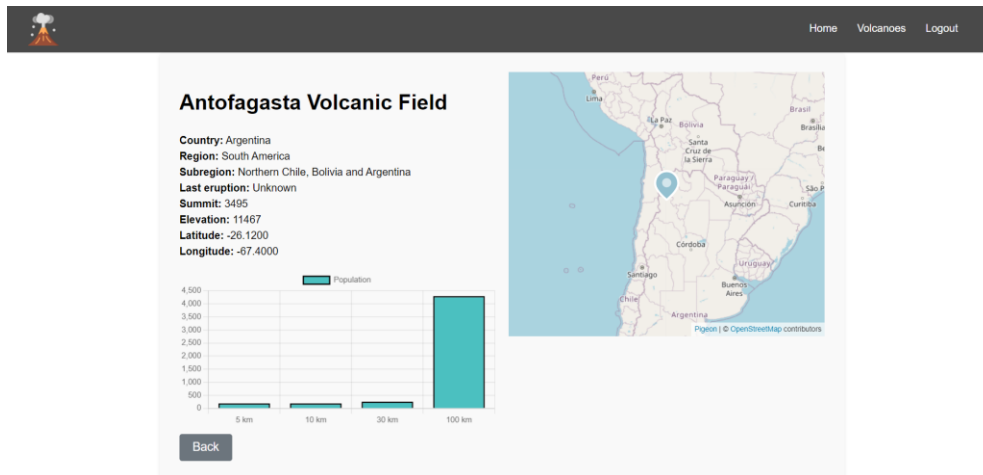 Home Volcanoes Logout
Antofagasta Volcanic Field
Country: Argentina
Region: South America
Subregion: Northern Chile, Bolivia and Argentina
Last eruption: Unknown
Summit: 3495
Elevation: 11467
Latitude: -26.1200
Longitude: -67.4000
Population
4,500
4,000
3,500
3,000
2,500
2,000
1,500
1,000
500
0
5 km 10 km 30 km 100 km
Back
Perú
Lima
Brasil
La Paz
Bolivia
Brasília
Santa
Cruz de
la Sierra
Paraguay /
Paraguái
São P
Asunción
Curitiba
Córdoba
Uruguay
Santiago
Buenos
Aires
Chile
Argentina
Pigeon | © OpenStreetMap contributors